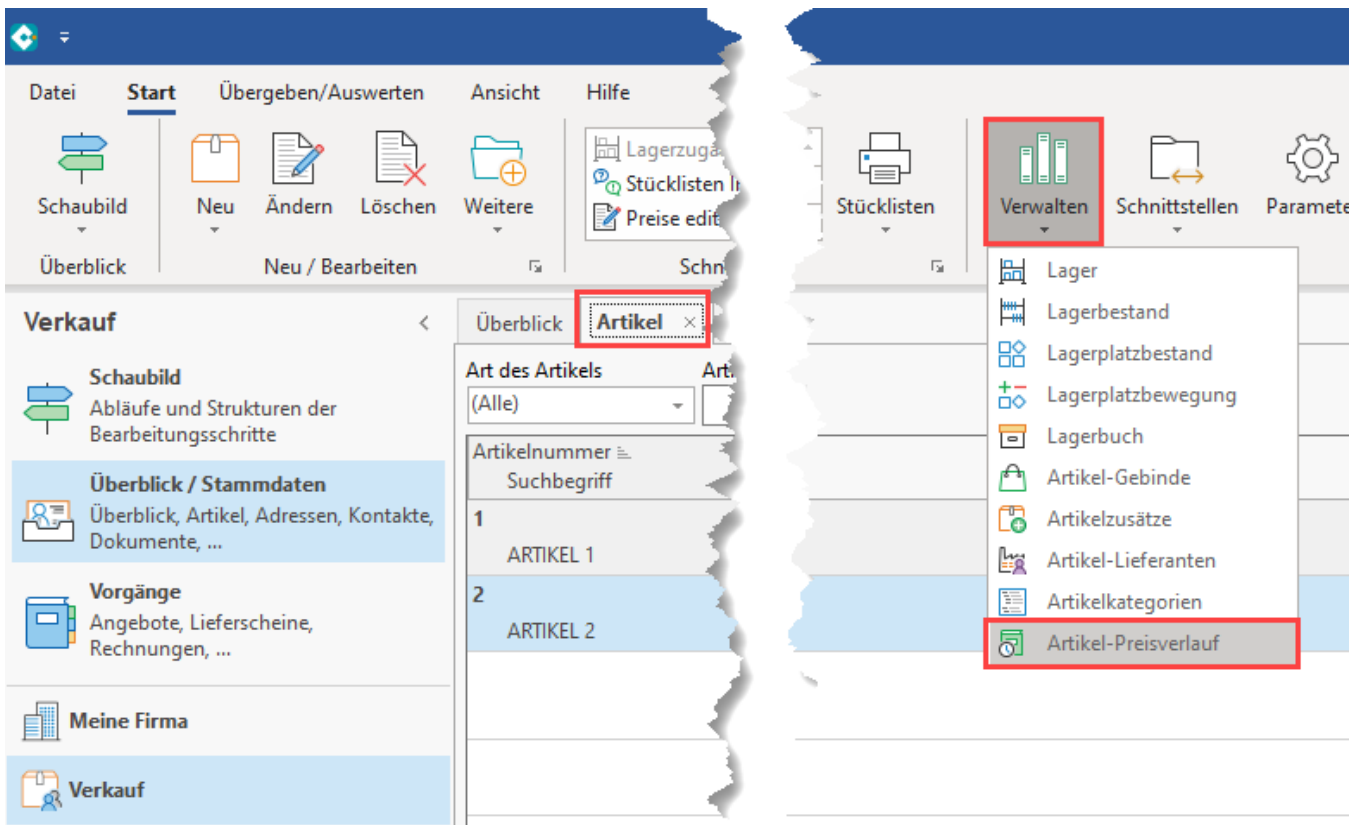 Datei Start Übergeben/Auswerten Ansicht Hilfe
Schaubild
Neu Ändern Löschen Weitere
Stücklisten
Preise
Stücklisten
Verwalten Schnittstellen
Überblick Neu / Bearbeiten
Lager
Lagerbestand
Lagerplatzbestand
Lagerplatzbewegung
Lagerbuch
Artikel-Gebinde
Artikelzusätze
Artikel-Lieferanten
Artikelkategorien
Artikel-Preisverlauf
Verkauf
Schaubild
Abläufe und Strukturen der
Bearbeitungsschritte
Überblick / Stammdaten
Überblick, Artikel, Adressen, Kontakte,
Dokumente, ...
Vorgänge
Angebote, Lieferscheine,
Rechnungen, ...
Meine Firma
Verkauf
Überblick Artikel
Art des Artikels
(Alle)
Artikelnummer
Suchbegriff
1
ARTIKEL 1
2
ARTIKEL 2